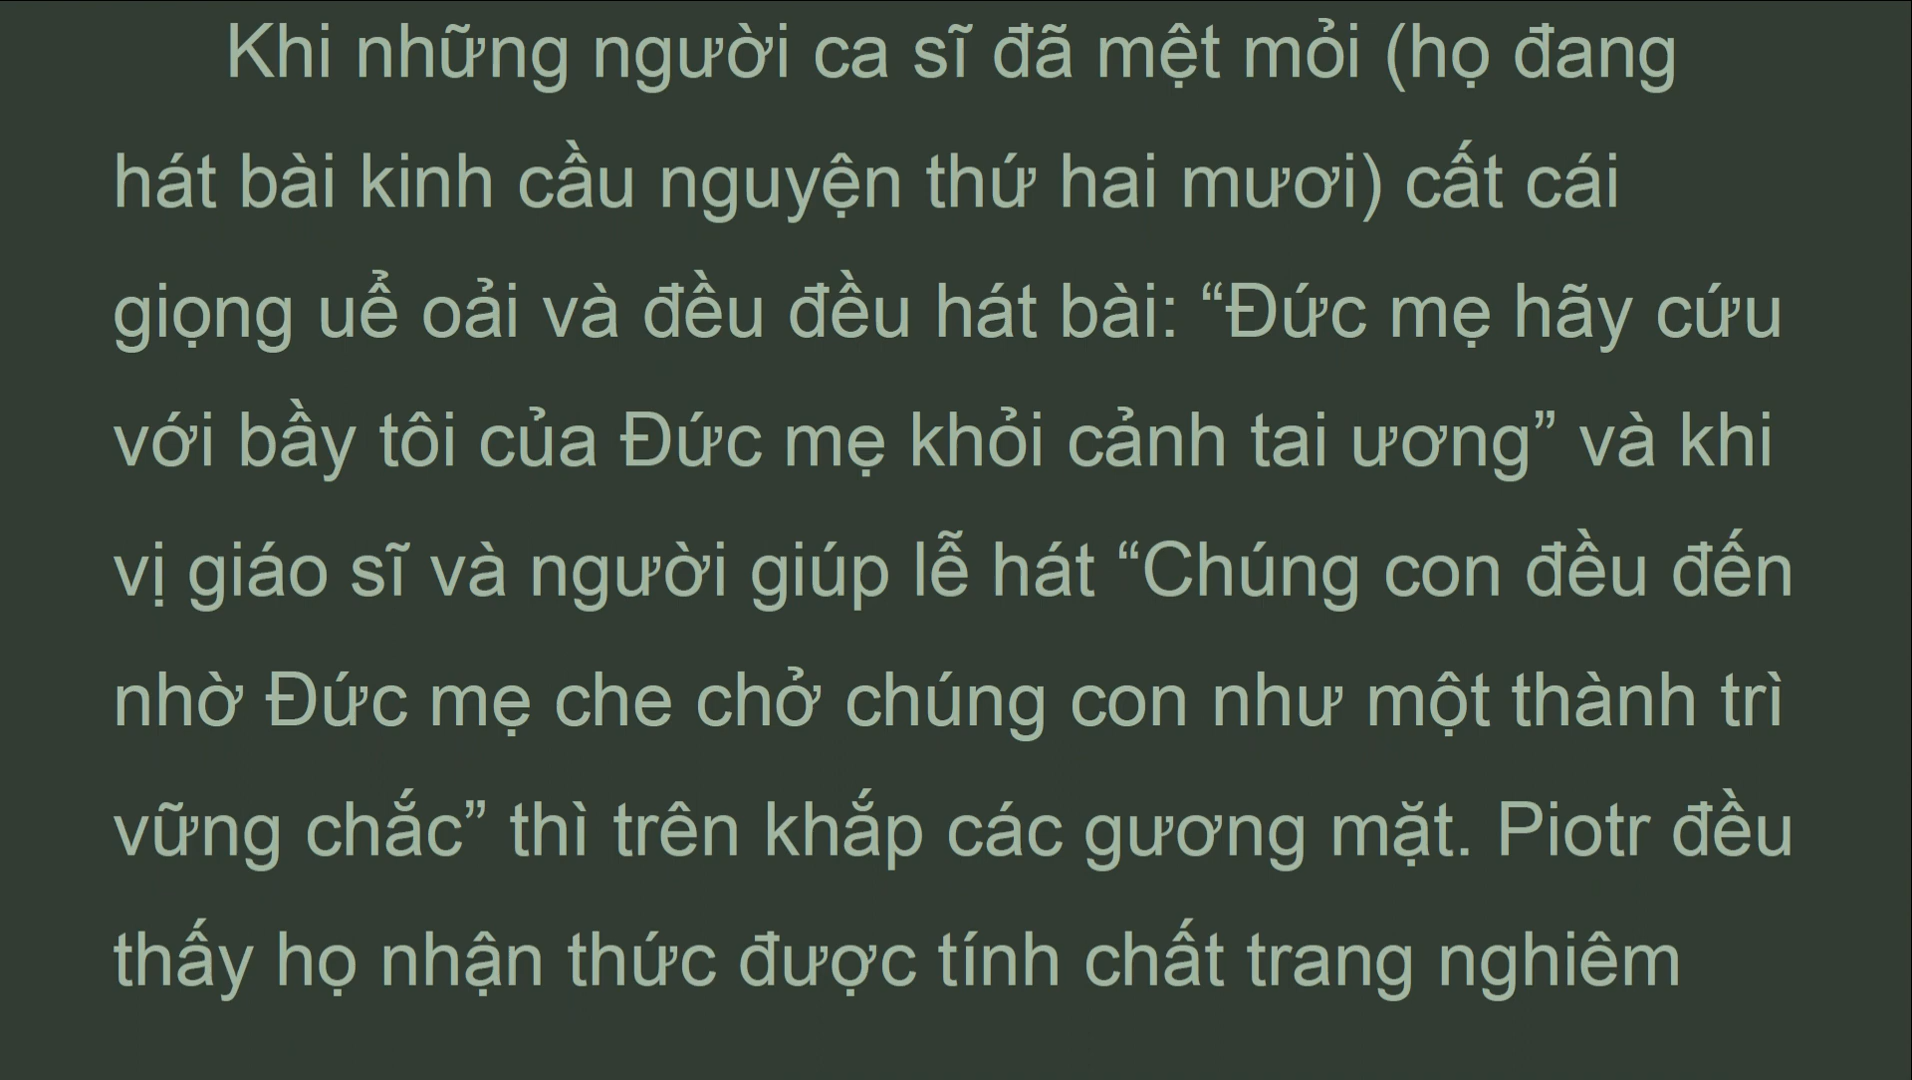 Khi những người ca sĩ đã mệt mỏi (họ đang
hát bài kinh cầu nguyện thứ hai mươi) cất cái
giọng uể oải và đều đều hát bài: “Đức mẹ hãy cứu
với bầy tôi của Đức mẹ khỏi cảnh tai ương” và khi
vị giáo sĩ và người giúp lễ hát “Chúng con đều đến
nhờ Đức mẹ che chở chúng con như một thành trì
vững chắc” thì trên khắp các gương mặt. Piotr đều
thấy họ nhận thức được tính chất trang nghiêm